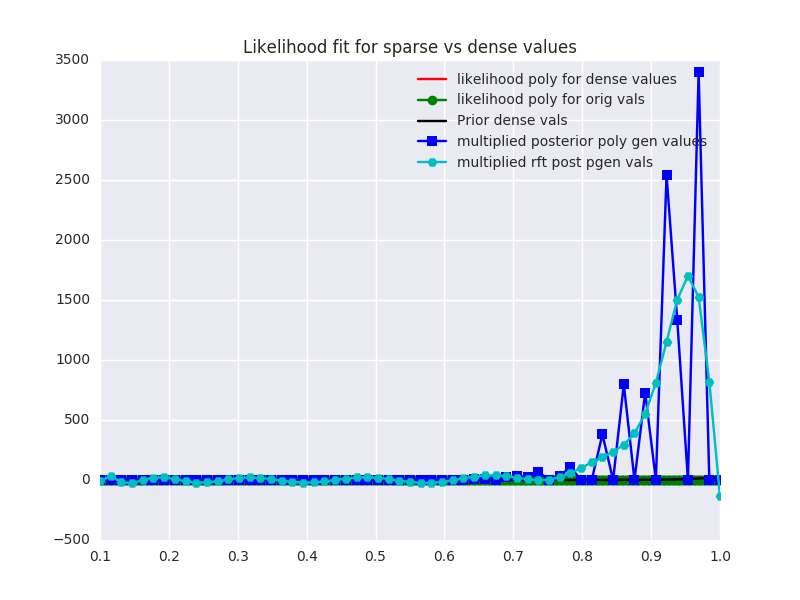 Likelihood fit for sparse vs dense values
3500
3000
2500
2000
1500
1000
500
0
−500
likelihood poly for dense values
likelihood poly for orig vals
Prior dense vals
multiplied posterior poly gen values
multiplied rft post pgen vals
0.1 0.2 0.3 0.4 0.5 0.6 0.7 0.8 0.9 1.0